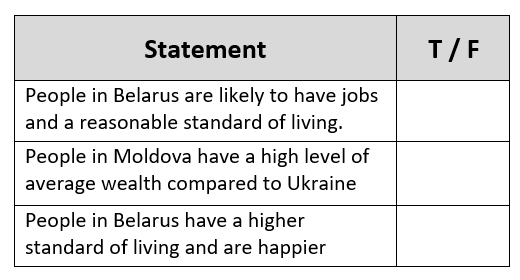 Statement T / F
People in Belarus are likely to have jobs
and a reasonable standard of living.
People in Moldova have a high level of
average wealth compared to Ukraine
People in Belarus have a higher
standard of living and are happier